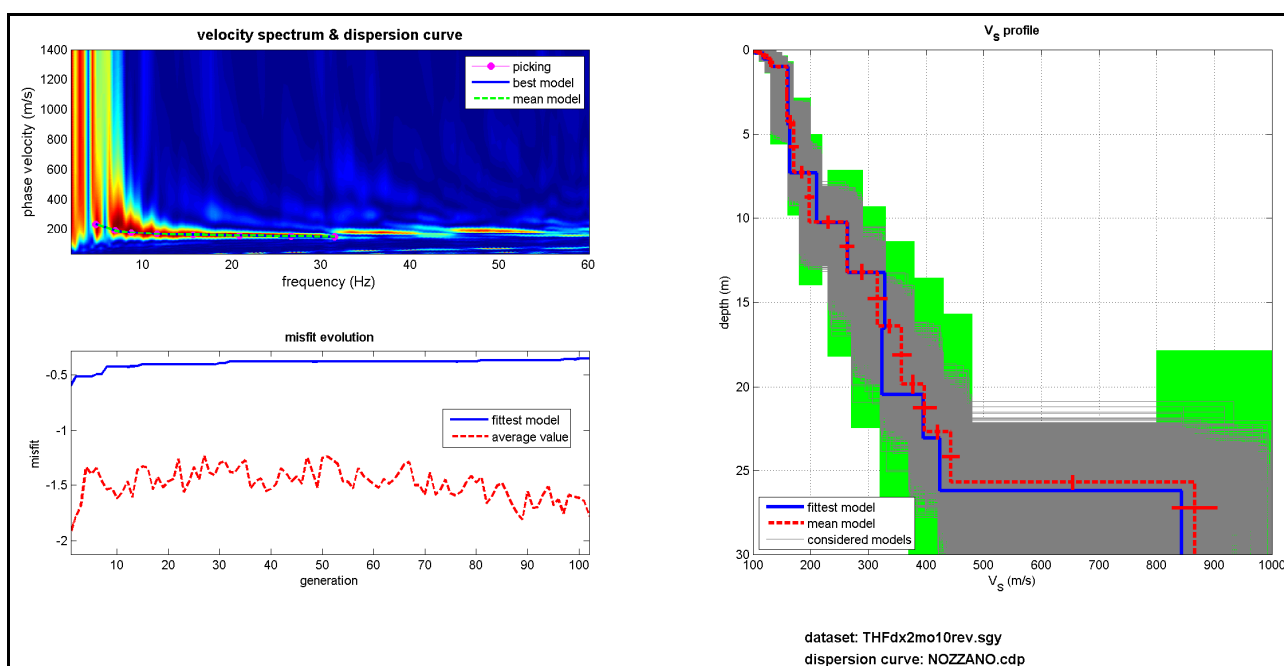 velocity spectrum & dispersion curve
1400
1200
1000
800
600
400
200
phase velocity (m/s)
picking
best model
mean model
10
20
30
40
50
60
frequency (Hz)
misfit evolution
-0.5
-1
-1.5
-2
misfit
fittest model
average value
10
20
30
40
50
60
70
80
90
100
generation
VS profile
0
5
10
15
20
25
30
depth (m)
fittest model
mean model
considered models
100
200
300
400
500
600
700
800
900
1000
VS (m/s)
dataset: THFdx2mo10rev.sgy
dispersion curve: NOZZANO.cdp